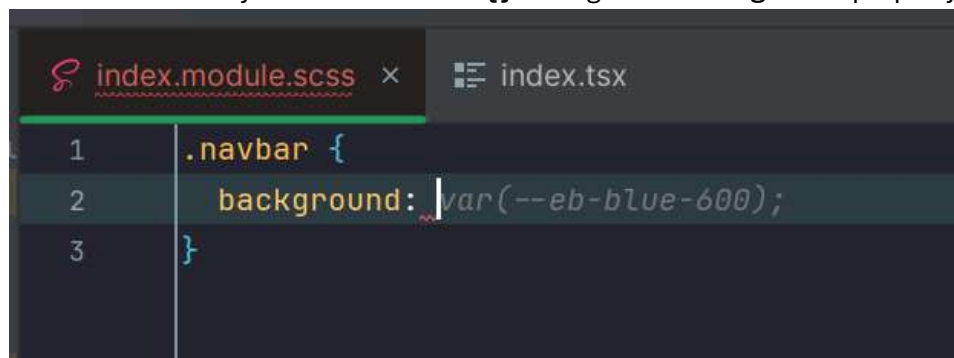 {}
index.module.scss × index.tsx
1 .navbar {
2 background: var(--eb-blue-600);
3 }